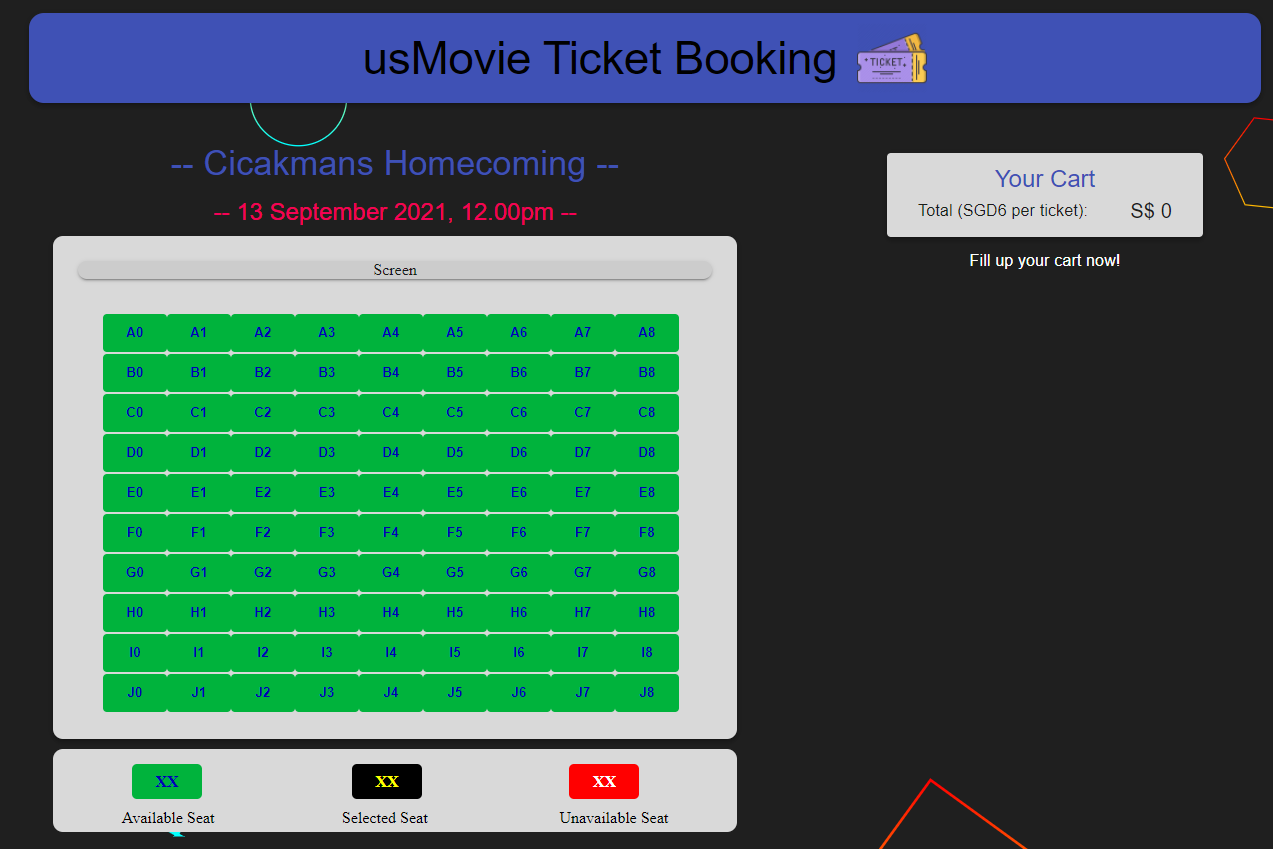 usMovie Ticket Booking
TICKET
-- Cicakmans Homecoming --
-- 13 September 2021, 12.00pm --
Screen
A0 A1 A2 A3 A4 A5 A6 A7 A8
B0 B1 B2 B3 B4 B5 B6 B7 B8
C0 C1 C2 C3 C4 C5 C6 C7 C8
D0 D1 D2 D3 D4 D5 D6 D7 D8
E0 E1 E2 E3 E4 E5 E6 E7 E8
F0 F1 F2 F3 F4 F5 F6 F7 F8
G0 G1 G2 G3 G4 G5 G6 G7 G8
H0 H1 H2 H3 H4 H5 H6 H7 H8
I0 I1 I2 I3 I4 I5 I6 I7 I8
J0 J1 J2 J3 J4 J5 J6 J7 J8
XX XX XX
Available Seat Selected Seat Unavailable Seat
Your Cart
Total (SGD6 per ticket): S$ 0
Fill up your cart now!